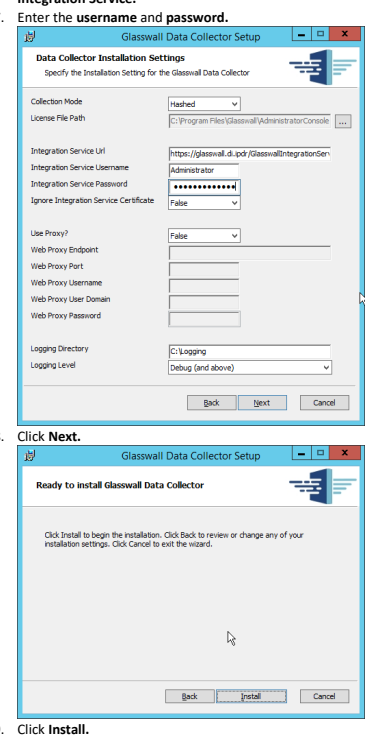 Integration Service.
. Enter the username and password.
Glasswall Data Collector Setup
Data Collector Installation Settings
Specify the Installation Setting for the Glasswall Data Collector
Collection Mode
Hashed
License File Path
C:\Program Files\Glasswall\AdministratorConsole
...
Integration Service Url
https://glasswall.di.updr/GlasswallIntegrationServ
Integration Service Username
Administrator
Integration Service Password
•••••••••••••
Ignore Integration Service Certificate
False
Use Proxy?
False
Web Proxy Endpoint
Web Proxy Port
Web Proxy Username
Web Proxy User Domain
Web Proxy Password
Logging Directory
C:\Logging
Logging Level
Debug (and above)
Back Next Cancel
. Click Next.
Glasswall Data Collector Setup
Ready to install Glasswall Data Collector
Click Install to begin the installation. Click Back to review or change any of your
installation settings. Click Cancel to exit the wizard.
Back Install Cancel
. Click Install.